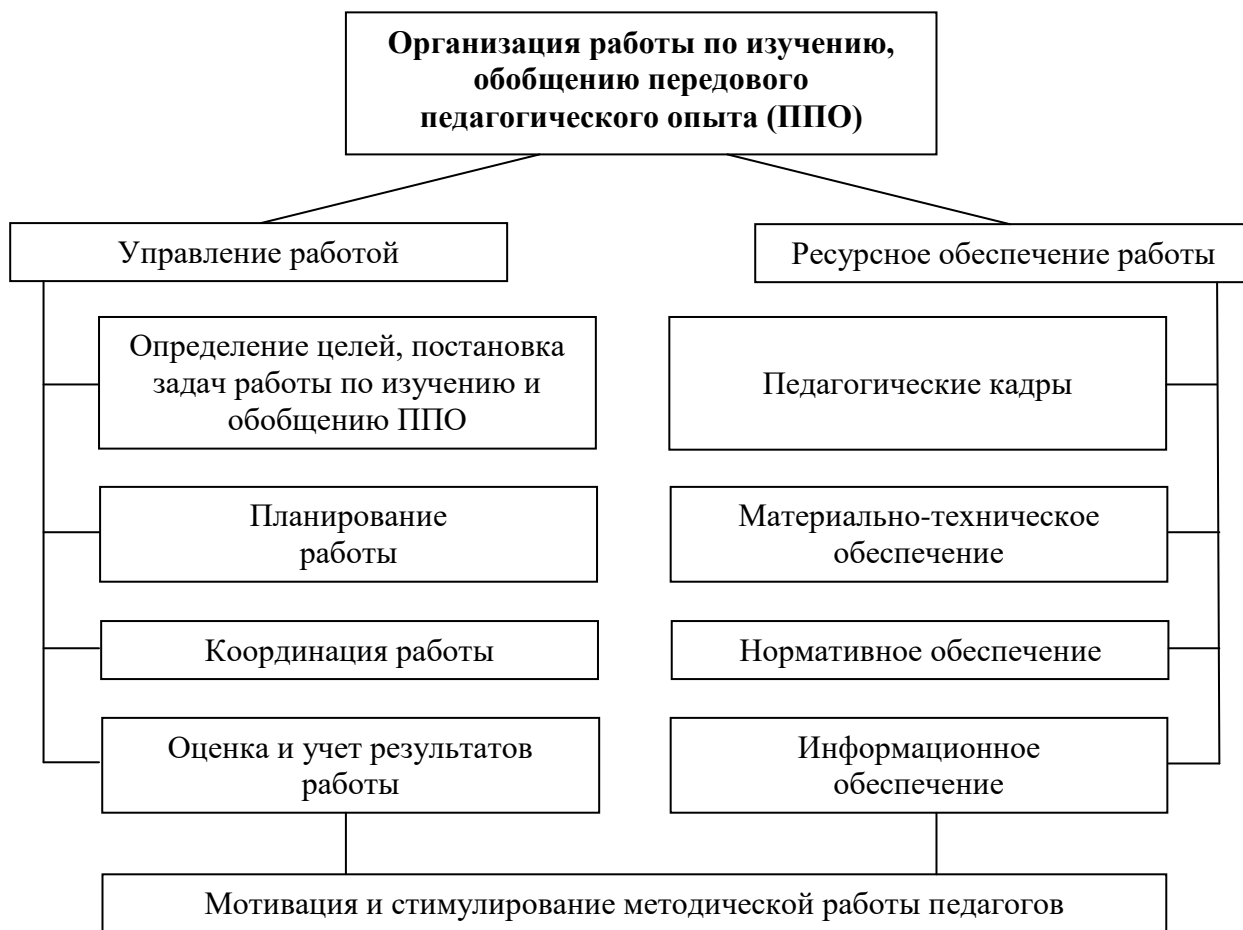 Организация работы по изучению,
обобщению передового
педагогического опыта (ППО)
Управление работой
Ресурсное обеспечение работы
Определение целей, постановка
задач работы по изучению и
обобщению ППО
Педагогические кадры
Планирование
работы
Материально-техническое
обеспечение
Координация работы
Нормативное обеспечение
Оценка и учет результатов
работы
Информационное
обеспечение
Мотивация и стимулирование методической работы педагогов